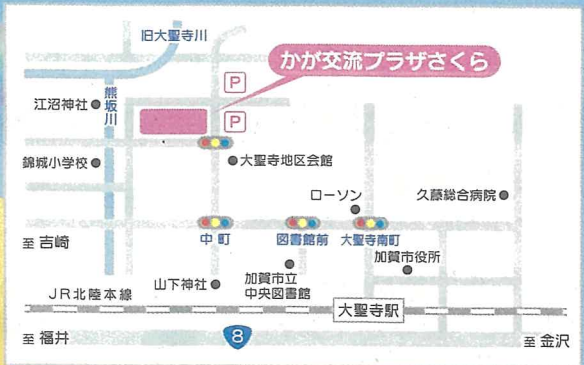 旧大聖寺川
かが交流プラザさくら
P
熊坂川
江沼神社
P
錦城小学校
大聖寺地区会館
ローソン
久藤総合病院
至 吉崎
中町
図書館前
大聖寺南町
加賀市役所
山下神社
加賀市立
中央図書館
JR北陸本線
大聖寺駅
至 福井
8
至 金沢